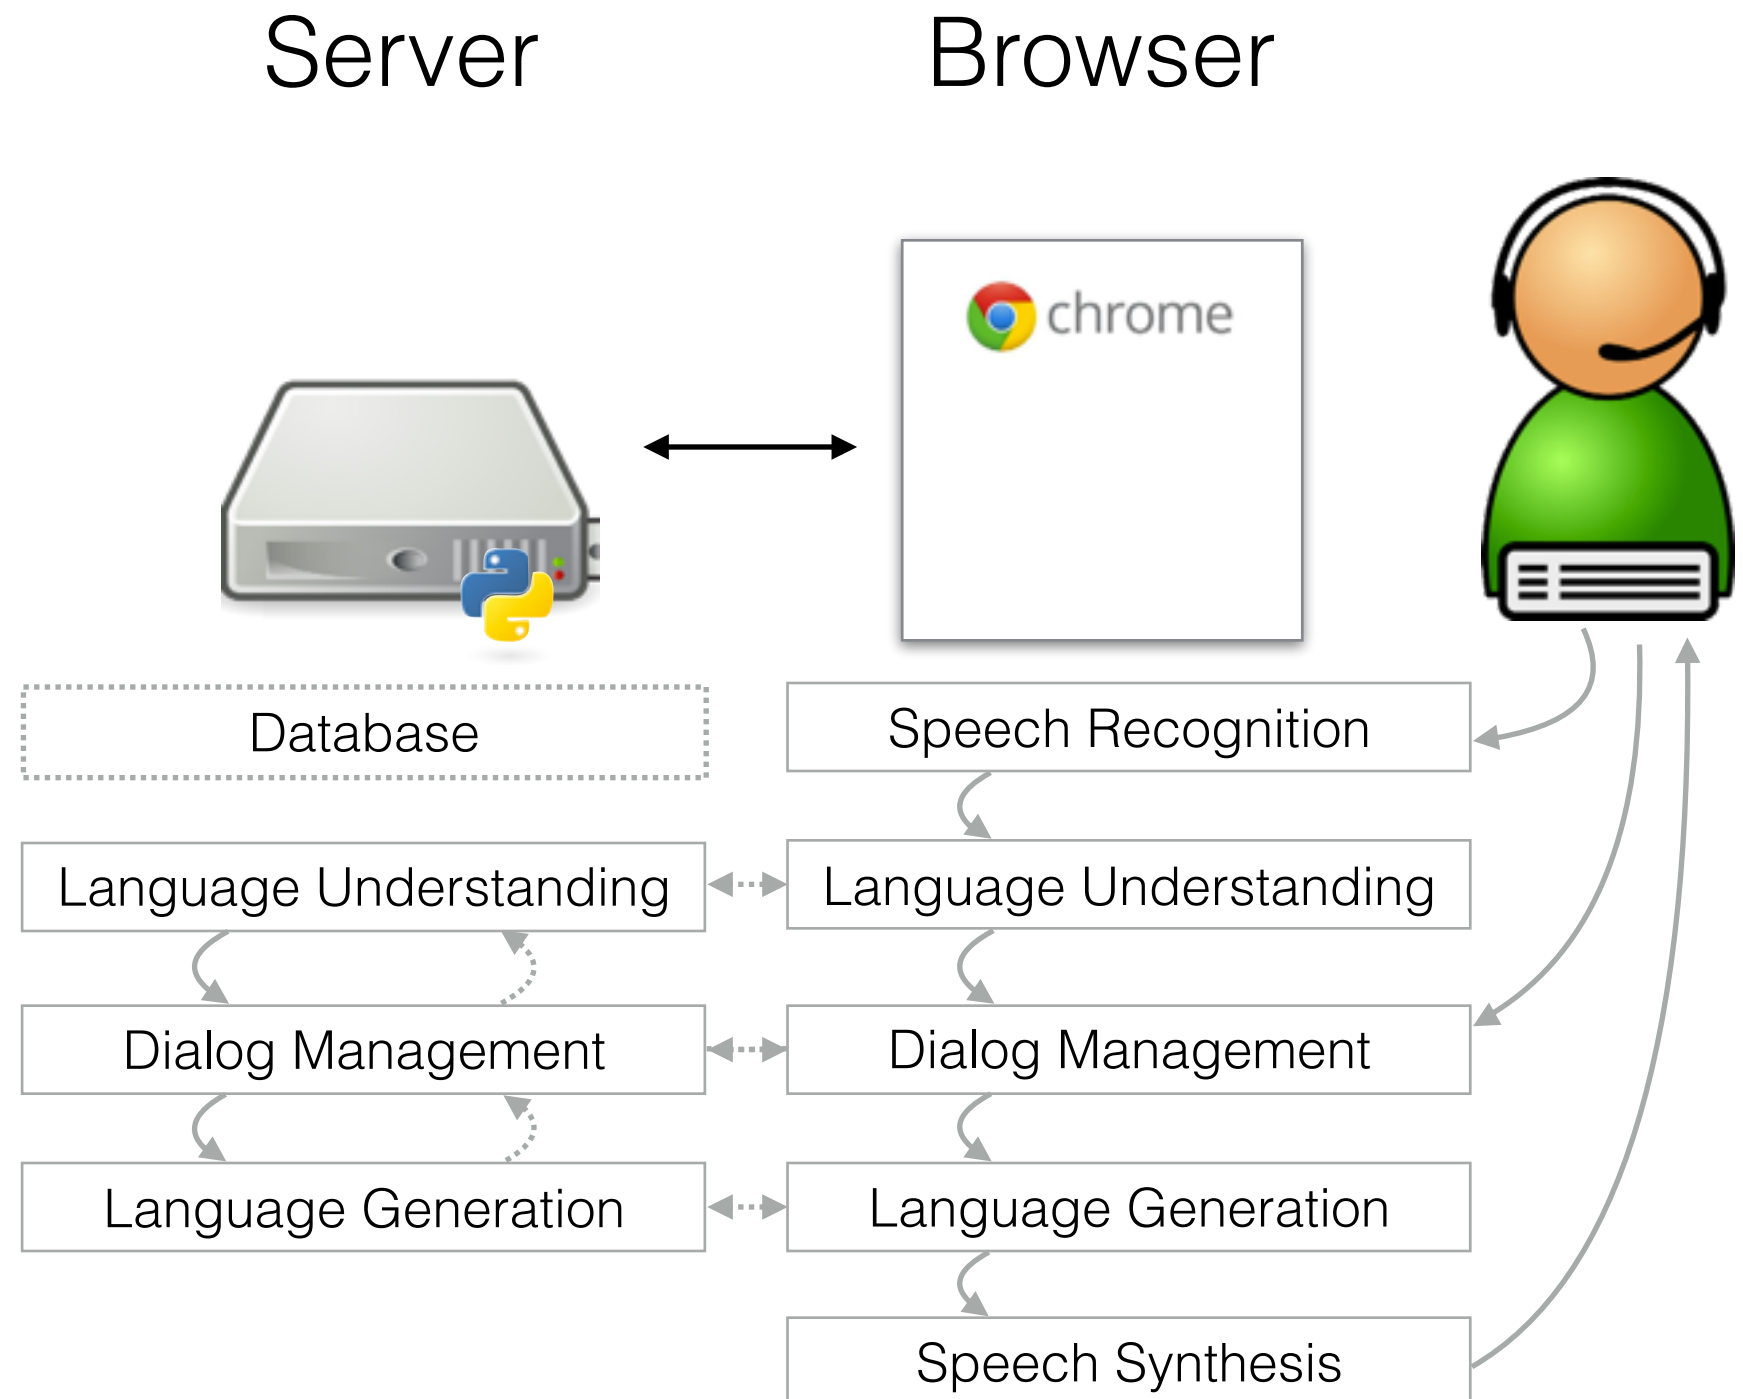 Server
Browser
chrome
Database
Speech Recognition
Language Understanding
Language Understanding
Dialog Management
Dialog Management
Language Generation
Language Generation
Speech Synthesis